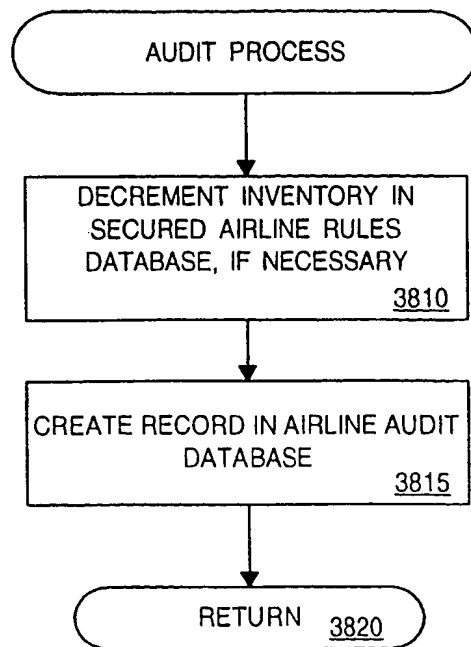 AUDIT PROCESS
DECREMENT INVENTORY IN
SECURED AIRLINE RULES
DATABASE, IF NECESSARY
3810
CREATE RECORD IN AIRLINE AUDIT
DATABASE
3815
RETURN 3820